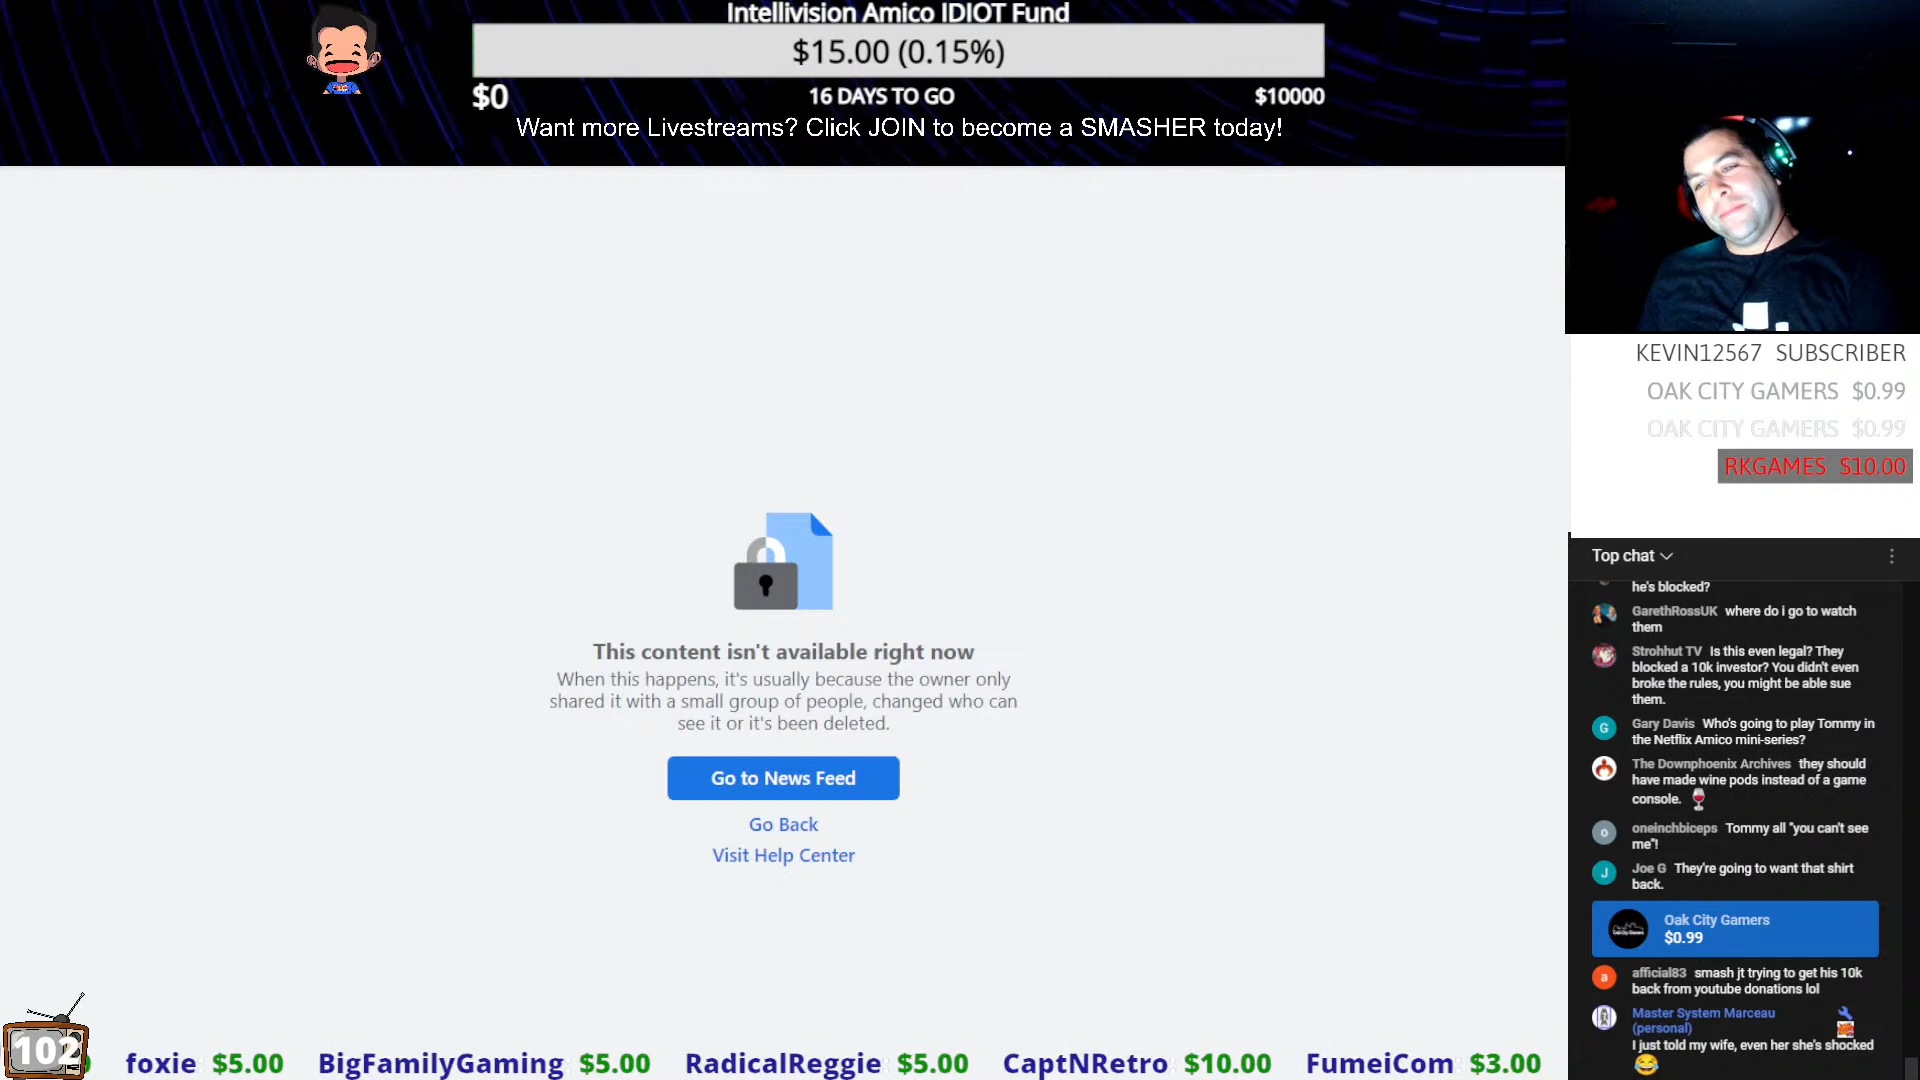 Intellivision Amico IDIOT Fund
$15.00 (0.15%)
$0
16 DAYS TO GO
$10000
Want more Livestreams? Click JOIN to become a SMASHER today!
KEVIN12567 SUBSCRIBER
OAK CITY GAMERS $0.99
OAK CITY GAMERS $0.99
RKGAMES $10.00
This content isn't available right now
When this happens, it's usually because the owner only
shared it with a small group of people, changed who can
see it or it's been deleted.
Go to News Feed
Go Back
Visit Help Center
Top chat
he's blocked?
GarethRossUK where do i go to watch
them
Strohhut TV Is this even legal? They
blocked a 10k investor? You didn't even
broke the rules, you might be able sue
them.
G
Gary Davis Who's going to play Tommy in
the Netflix Amico mini-series?
The Downphoenix Archives they should
have made wine pods instead of a game
console. 🍷
o
oneinchbiceps Tommy all "you can't see
me"!
J
Joe G They're going to want that shirt
back.
Oak City Gamers
$0.99
a
afficial83 smash jt trying to get his 10k
back from youtube donations lol
Master System Marceau
(personal)
I just told my wife, even her she's shocked
😂
102
foxie $5.00 BigFamilyGaming $5.00 RadicalReggie $5.00 CaptNRetro $10.00 FumeiCom $3.00